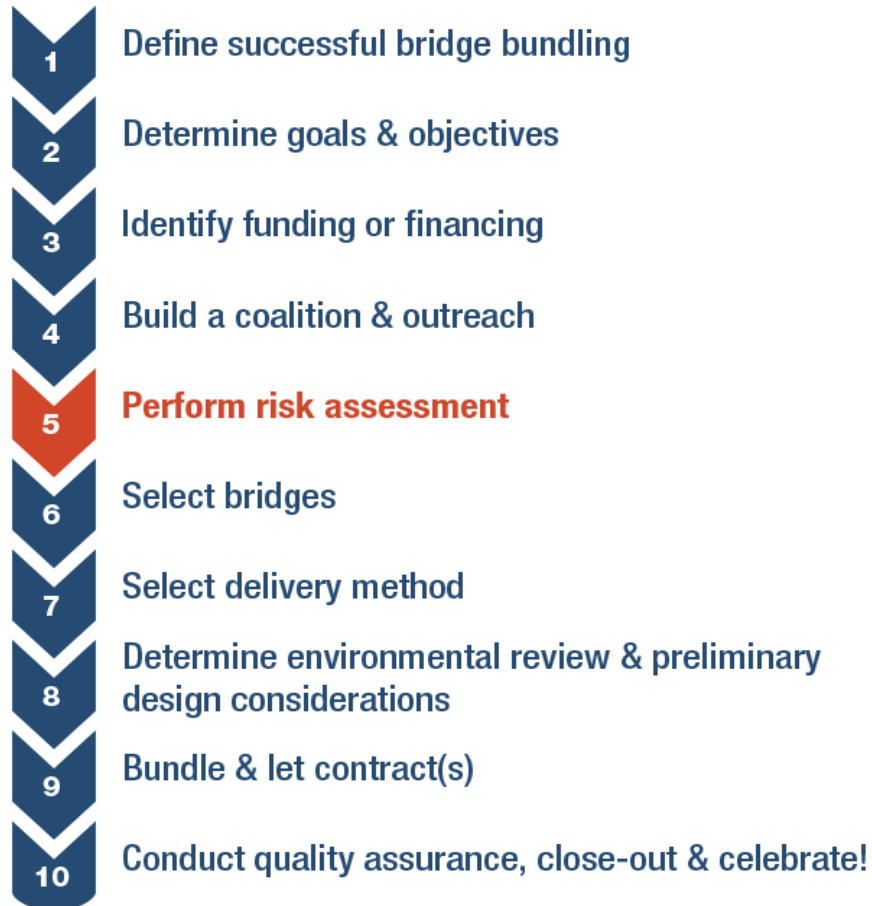 1 Define successful bridge bundling
2 Determine goals & objectives
3 Identify funding or financing
4 Build a coalition & outreach
5 Perform risk assessment
6 Select bridges
7 Select delivery method
8 Determine environmental review & preliminary
design considerations
9 Bundle & let contract(s)
10 Conduct quality assurance, close-out & celebrate!